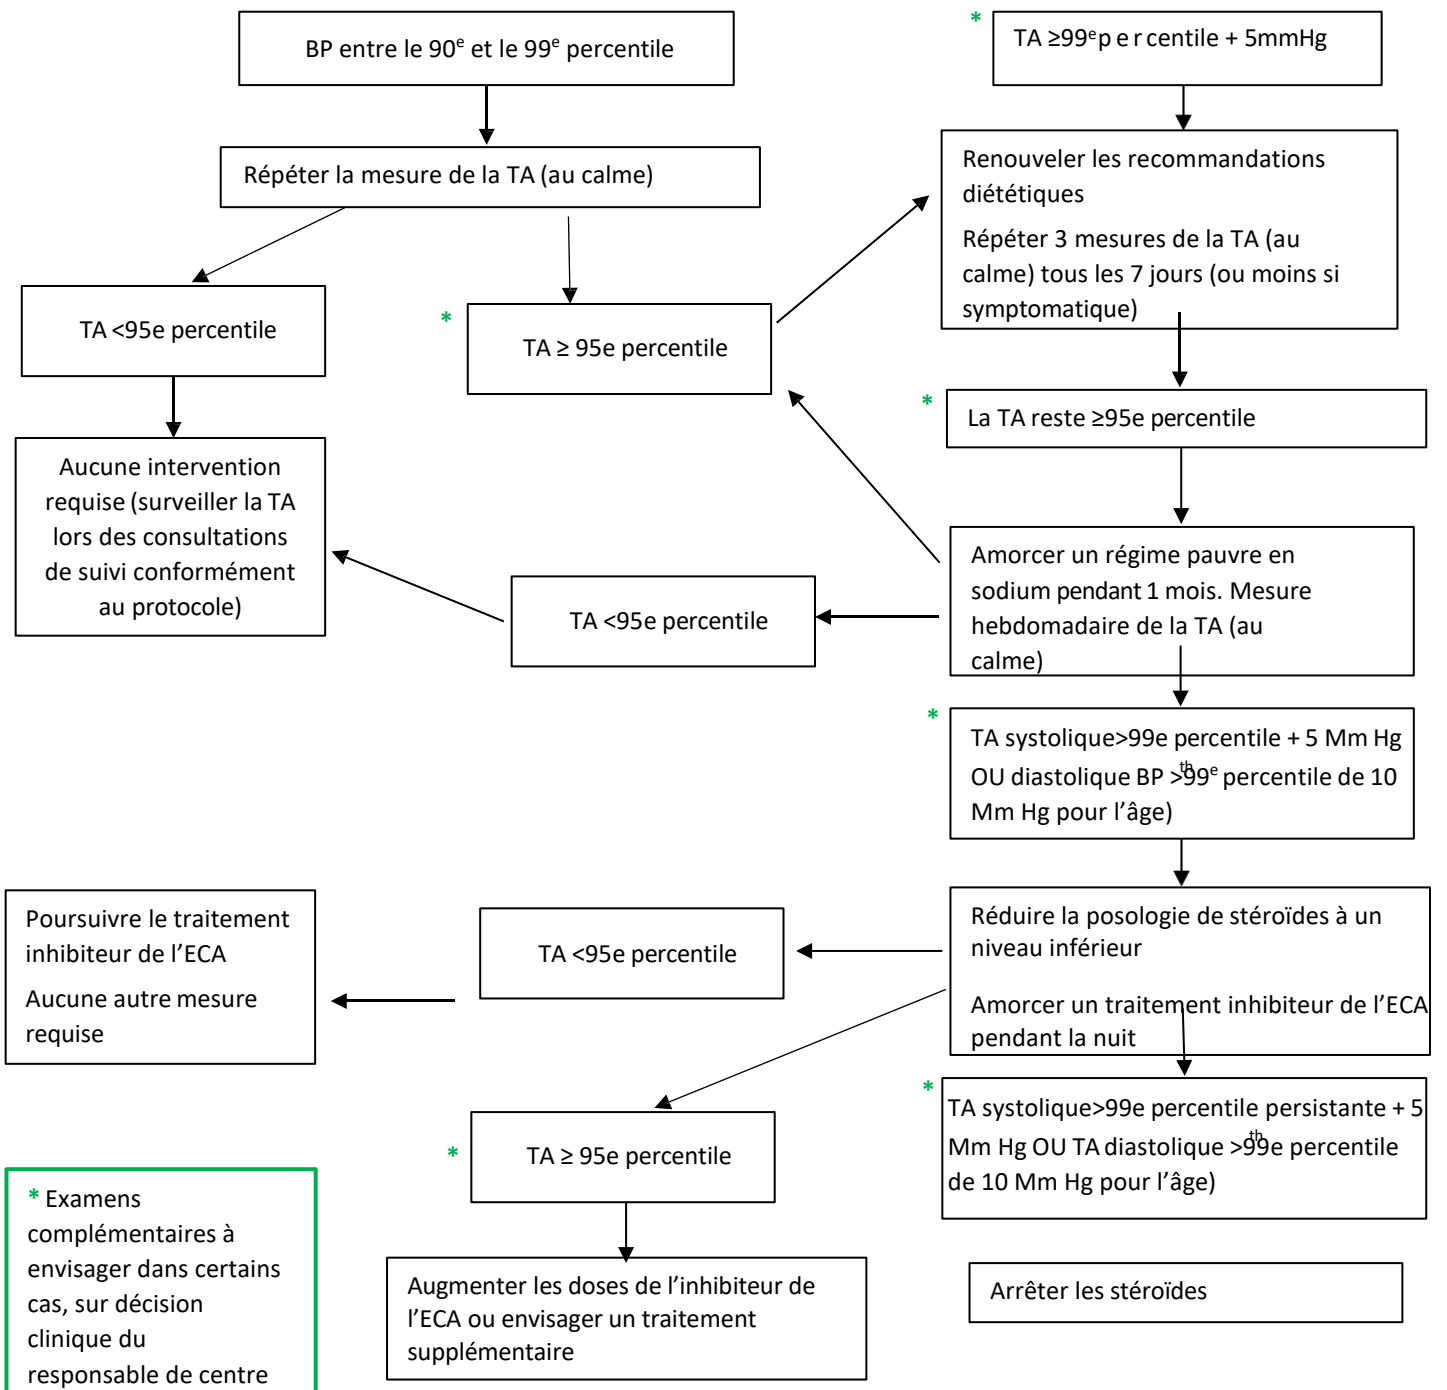 BP entre le 90e et le 99e percentile
*
TA ≥99e p e r centile + 5mmHg
Répéter la mesure de la TA (au calme)
Renouveler les recommandations
diététiques
Répéter 3 mesures de la TA (au
calme) tous les 7 jours (ou moins si
symptomatique)
TA <95e percentile
*
TA ≥ 95e percentile
*
La TA reste ≥95e percentile
Aucune intervention
requise (surveiller la TA
lors des consultations
de suivi conformément
au protocole)
TA <95e percentile
Amorcer un régime pauvre en
sodium pendant 1 mois. Mesure
hebdomadaire de la TA (au
calme)
*
TA systolique>99e percentile + 5 Mm Hg
OU diastolique BP >th99e percentile de 10
Mm Hg pour l’âge)
Poursuivre le traitement
inhibiteur de l’ECA
Aucune autre mesure
requise
TA <95e percentile
Réduire la posologie de stéroïdes à un
niveau inférieur
Amorcer un traitement inhibiteur de l’ECA
pendant la nuit
*
TA ≥ 95e percentile
*
TA systolique>99e percentile persistante + 5
Mm Hg OU TA diastolique >th99e percentile
de 10 Mm Hg pour l’âge)
* Examens
complémentaires à
envisager dans certains
cas, sur décision
clinique du
responsable de centre
Augmenter les doses de l’inhibiteur de
l’ECA ou envisager un traitement
supplémentaire
Arrêter les stéroïdes